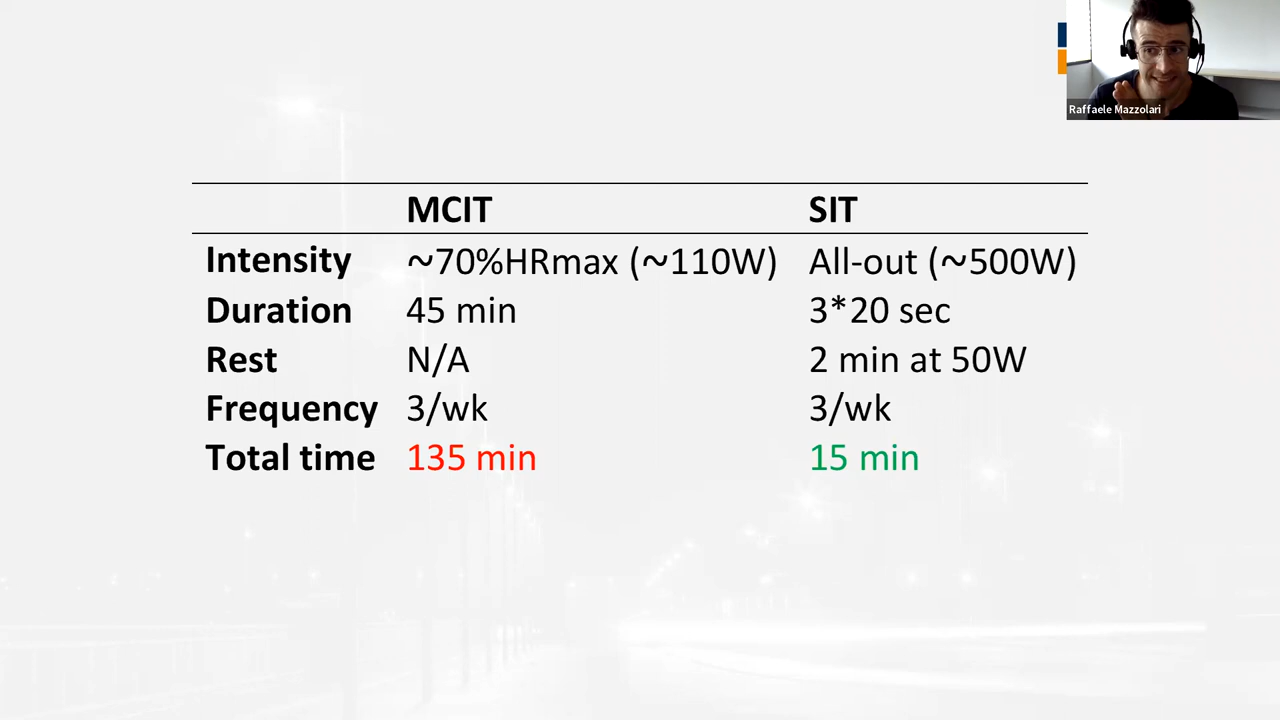 Raffaele Mazzolari
MCIT SIT
Intensity ~70%HRmax (~110W) All-out (~500W)
Duration 45 min 3*20 sec
Rest N/A 2 min at 50W
Frequency 3/wk 3/wk
Total time 135 min 15 min